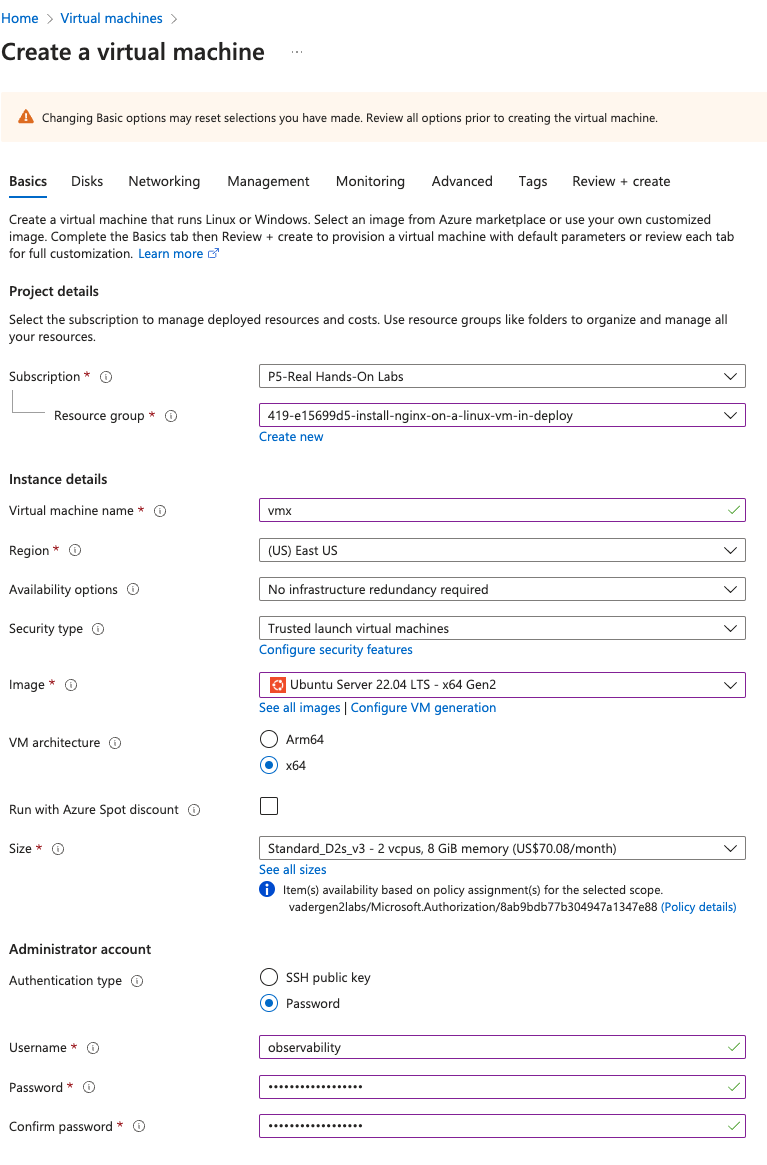 Home > Virtual machines >
Create a virtual machine ...
Changing Basic options may reset selections you have made. Review all options prior to creating the virtual machine.
Basics Disks Networking Management Monitoring Advanced Tags Review + create
Create a virtual machine that runs Linux or Windows. Select an image from Azure marketplace or use your own customized
image. Complete the Basics tab then Review + create to provision a virtual machine with default parameters or review each tab
for full customization. Learn more
Project details
Select the subscription to manage deployed resources and costs. Use resource groups like folders to organize and manage all
your resources.
Subscription * P5-Real Hands-On Labs
Resource group * 419-e15699d5-install-nginx-on-a-linux-vm-in-deploy
Create new
Instance details
Virtual machine name * vmx
Region * (US) East US
Availability options No infrastructure redundancy required
Security type Trusted launch virtual machines
Configure security features
Image * Ubuntu Server 22.04 LTS - x64 Gen2
See all images | Configure VM generation
VM architecture Arm64
x64
Run with Azure Spot discount
Size * Standard_D2s_v3 - 2 vcpus, 8 GiB memory (US$70.08/month)
See all sizes
Item(s) availability based on policy assignment(s) for the selected scope.
vadergen2labs/Microsoft.Authorization/8ab9bdb77b304947a1347e88 (Policy details)
Administrator account
Authentication type SSH public key
Password
Username * observability
Password * ••••••••••••••••••
Confirm password * ••••••••••••••••••